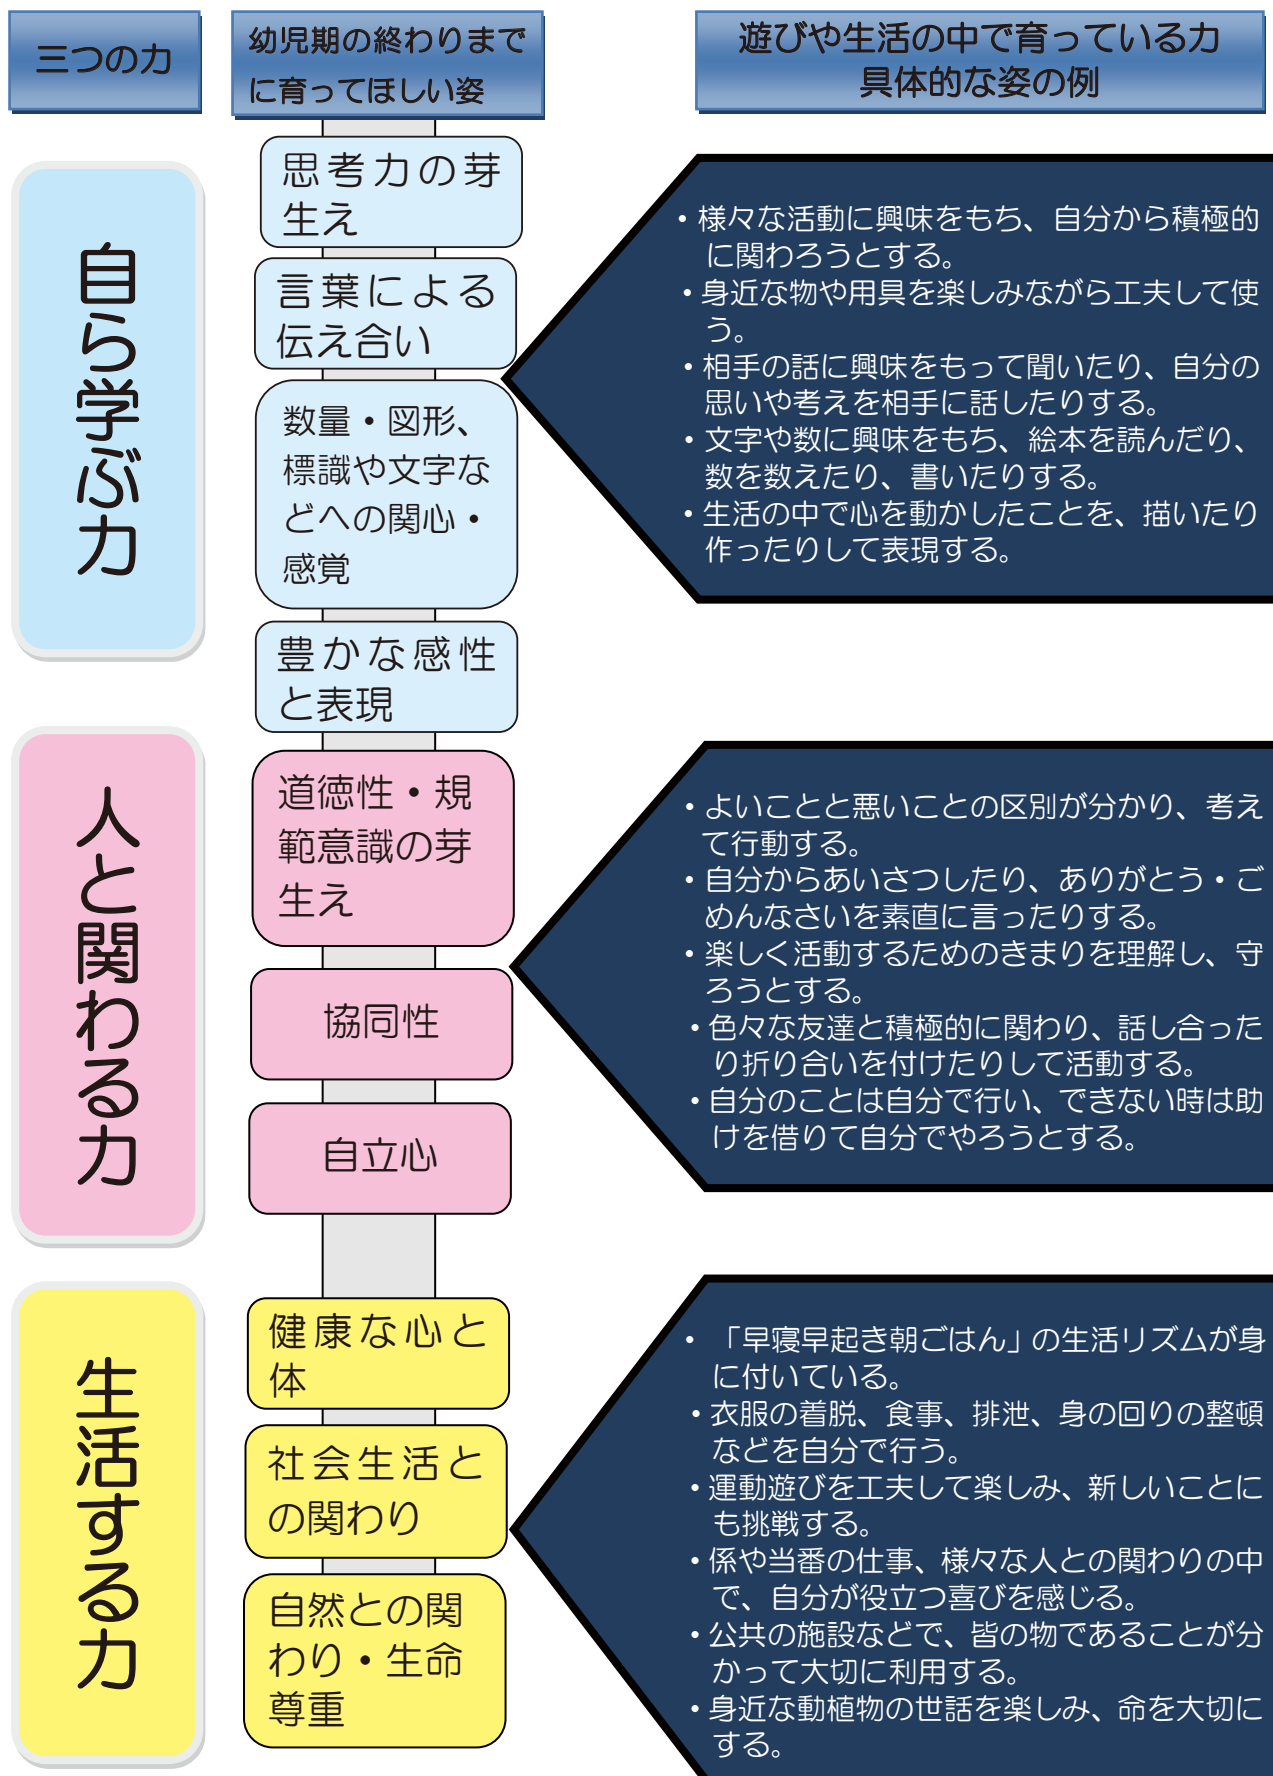 三つの力
幼児期の終わりまで
に育ってほしい姿
遊びや生活の中で育っている力
具体的な姿の例
自ら学ぶ力
思考力の芽
生え
言葉による
伝え合い
数量・図形、
標識や文字な
どへの関心・
感覚
豊かな感性
と表現
・様々な活動に興味をもち、自分から積極的
に関わろうとする。
・身近な物や用具を楽しみながら工夫して使
う。
・相手の話に興味をもって聞いたり、自分の
思いや考えを相手に話したりする。
・文字や数に興味をもち、絵本を読んだり、
数を数えたり、書いたりする。
・生活の中で心を動かしたことを、描いたり
作ったりして表現する。
人と関わる力
道徳性・規
範意識の芽
生え
協同性
自立心
・よいことと悪いことの区別が分かり、考え
て行動する。
・自分からあいさつしたり、ありがとう・ご
めんなさいを素直に言ったりする。
・楽しく活動するためのきまりを理解し、守
ろうとする。
・色々な友達と積極的に関わり、話し合った
り折り合いを付けたりして活動する。
・自分のことは自分で行い、できない時は助
けを借りて自分でやろうとする。
生活する力
健康な心と
体
社会生活と
の関わり
自然との関
わり・生命
尊重
・「早寝早起き朝ごはん」の生活リズムが身
に付いている。
・衣服の着脱、食事、排泄、身の回りの整頓
などを自分で行う。
・運動遊びを工夫して楽しみ、新しいことに
も挑戦する。
・係や当番の仕事、様々な人との関わりの中
で、自分が役立つ喜びを感じる。
・公共の施設などで、皆の物であることが分
かって大切に利用する。
・身近な動植物の世話を楽しみ、命を大切に
する。